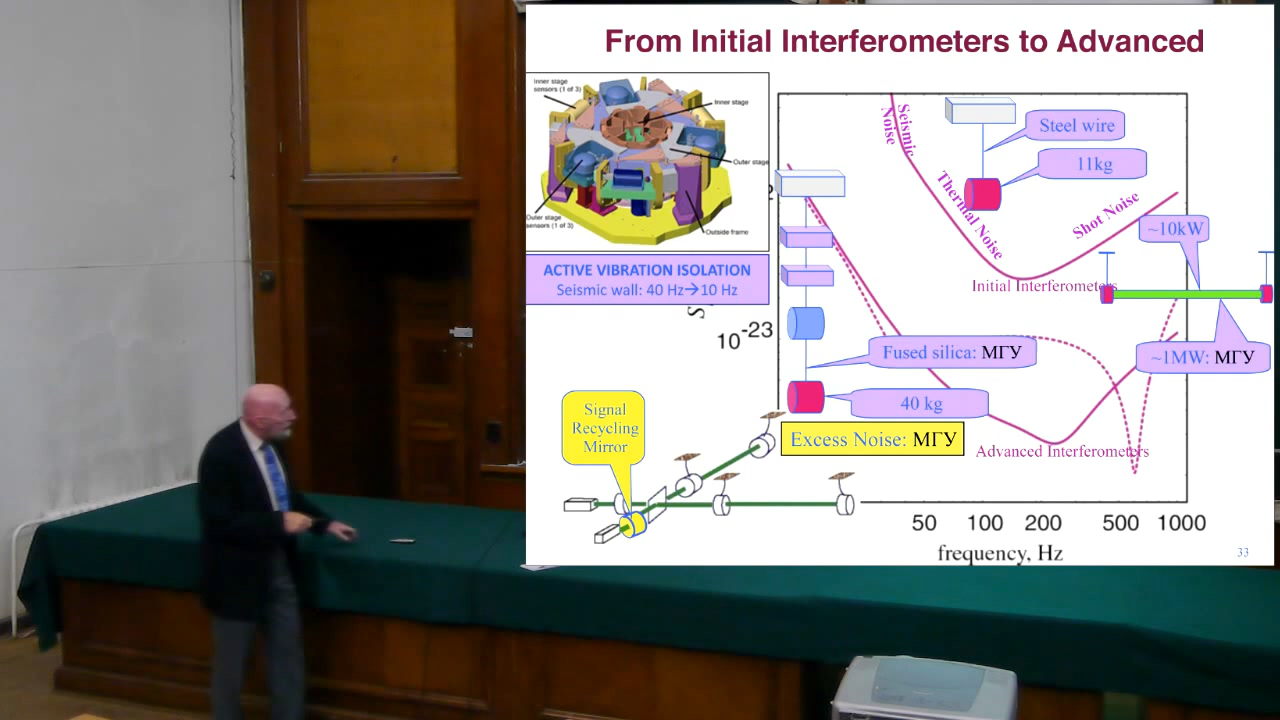 From Initial Interferometers to Advanced
Inner stage
sensors (1 of 3)
Inner stage
Outer stage
Outer stage
sensors (1 of 3)
Outside frame
ACTIVE VIBRATION ISOLATION
Seismic wall: 40 Hz→10 Hz
Seismic
Noise
Thermal Noise
Shot Noise
Steel wire
11kg
~10kW
Initial Interferometers
10-23
Fused silica: МГУ
~1MW: МГУ
40 kg
Signal
Recycling
Mirror
Excess Noise: МГУ
Advanced Interferometers
50 100 200 500 1000
frequency, Hz
33